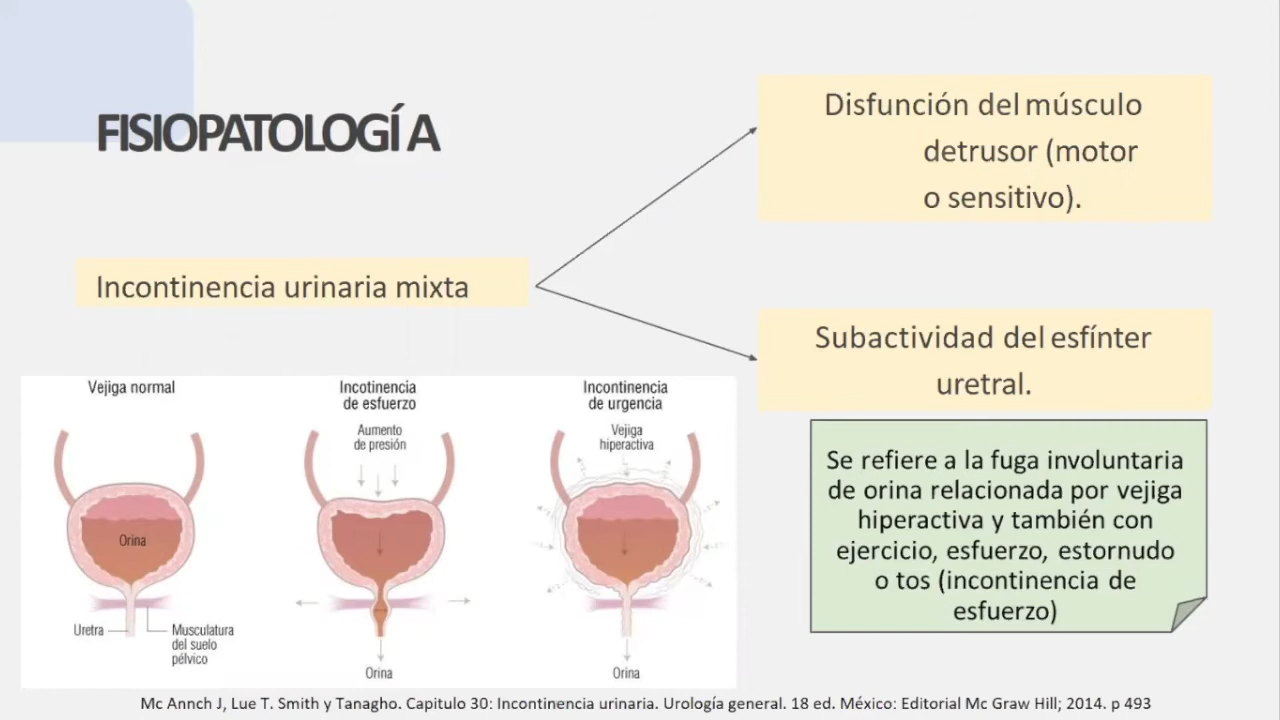 FISIOPATOLOGÍA
Disfunción del músculo
detrusor (motor
o sensitivo).
Incontinencia urinaria mixta
Subactividad del esfínter
uretral.
Vejiga normal
Orina
Uretra
Musculatura
del suelo
pélvico
Incotinencia
de esfuerzo
Aumento
de presión
Orina
Incontinencia
de urgencia
Vejiga
hiperactiva
Orina
Se refiere a la fuga involuntaria
de orina relacionada por vejiga
hiperactiva y también con
ejercicio, esfuerzo, estornudo
o tos (incontinencia de
esfuerzo)
Mc Annch J, Lue T. Smith y Tanagho. Capitulo 30: Incontinencia urinaria. Urología general. 18 ed. México: Editorial Mc Graw Hill; 2014. p 493